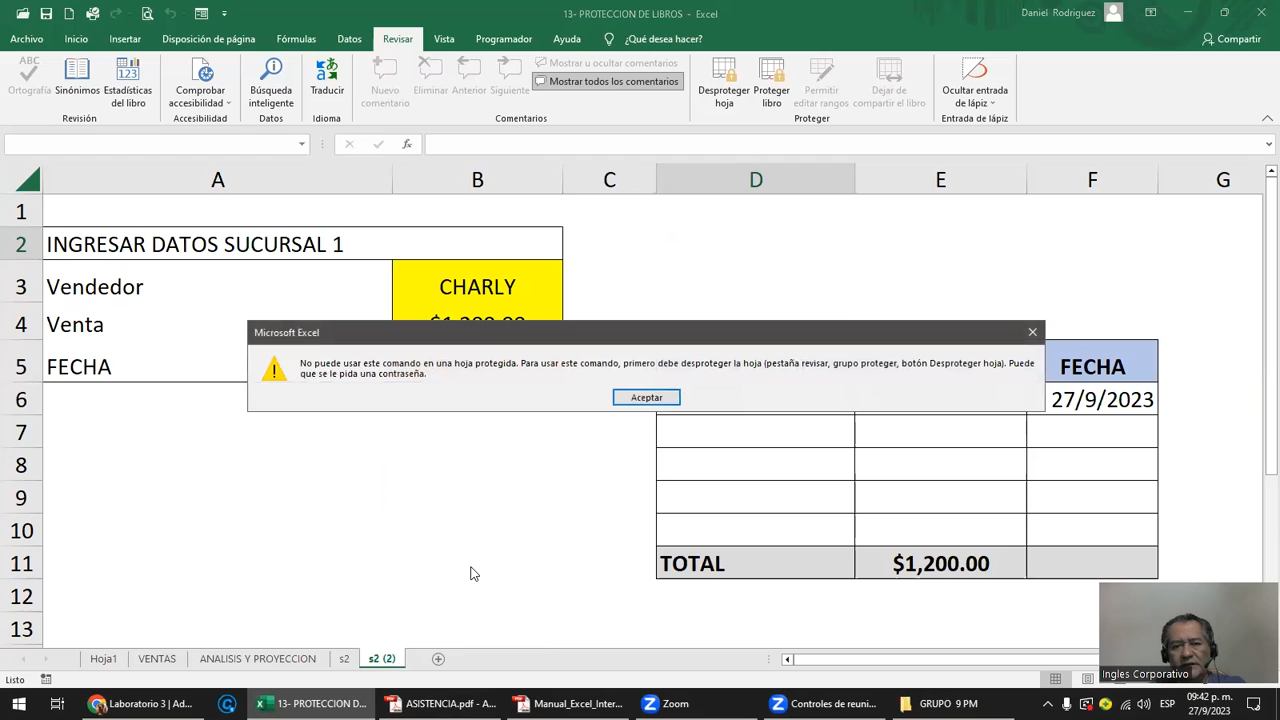 13- PROTECCION DE LIBROS - Excel
Daniel Rodriguez
Archivo
Inicio
Insertar
Disposición de página
Fórmulas
Datos
Revisar
Vista
Programador
Ayuda
¿Qué desea hacer?
Compartir
ABC
Ortografía
Sinónimos
123
Estadísticas
del libro
Revisión
Comprobar
accesibilidad
Accesibilidad
Búsqueda
inteligente
Datos
Traducir
Idioma
Nuevo
comentario
Eliminar
Anterior
Siguiente
Mostrar u ocultar comentarios
Mostrar todos los comentarios
Comentarios
Desproteger
hoja
Proteger
libro
Permitir
editar rangos
Dejar de
compartir el libro
Proteger
Ocultar entrada
de lápiz
Entrada de lápiz
fx
A B C D E F G
1
2 INGRESAR DATOS SUCURSAL 1
3 Vendedor CHARLY
4 Venta $1,200.00
5 FECHA FECHA
Microsoft Excel
No puede usar este comando en una hoja protegida. Para usar este comando, primero debe desproteger la hoja (pestaña revisar, grupo proteger, botón Desproteger hoja). Puede
que se le pida una contraseña.
Aceptar
6 27/9/2023
7
8
9
10
11 TOTAL $1,200.00
12
13
Hoja1
VENTAS
ANALISIS Y PROYECCION
s2
s2 (2)
Listo
Ingles Corporativo
Laboratorio 3 | Ad...
13- PROTECCION D...
ASISTENCIA.pdf - A...
Manual_Excel_Inter...
Zoom
Controles de reuni...
GRUPO 9 PM
ESP
09:42 p. m.
27/9/2023